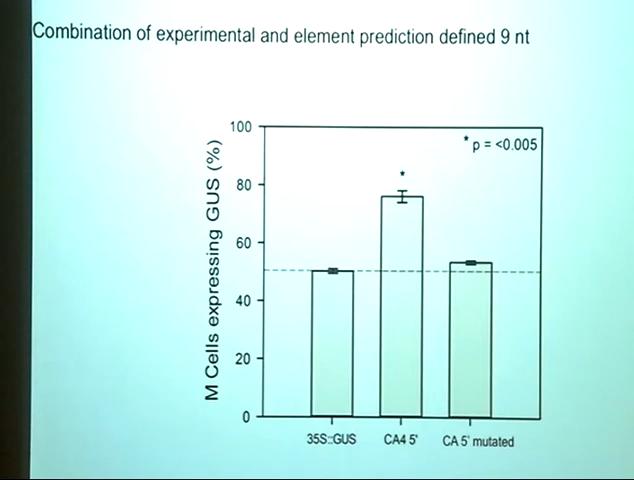 Combination of experimental and element prediction defined 9 nt
100
* p = <0.005
*
80
60
40
20
0
M Cells expressing GUS (%)
35S::GUS CA4 5' CA 5' mutated